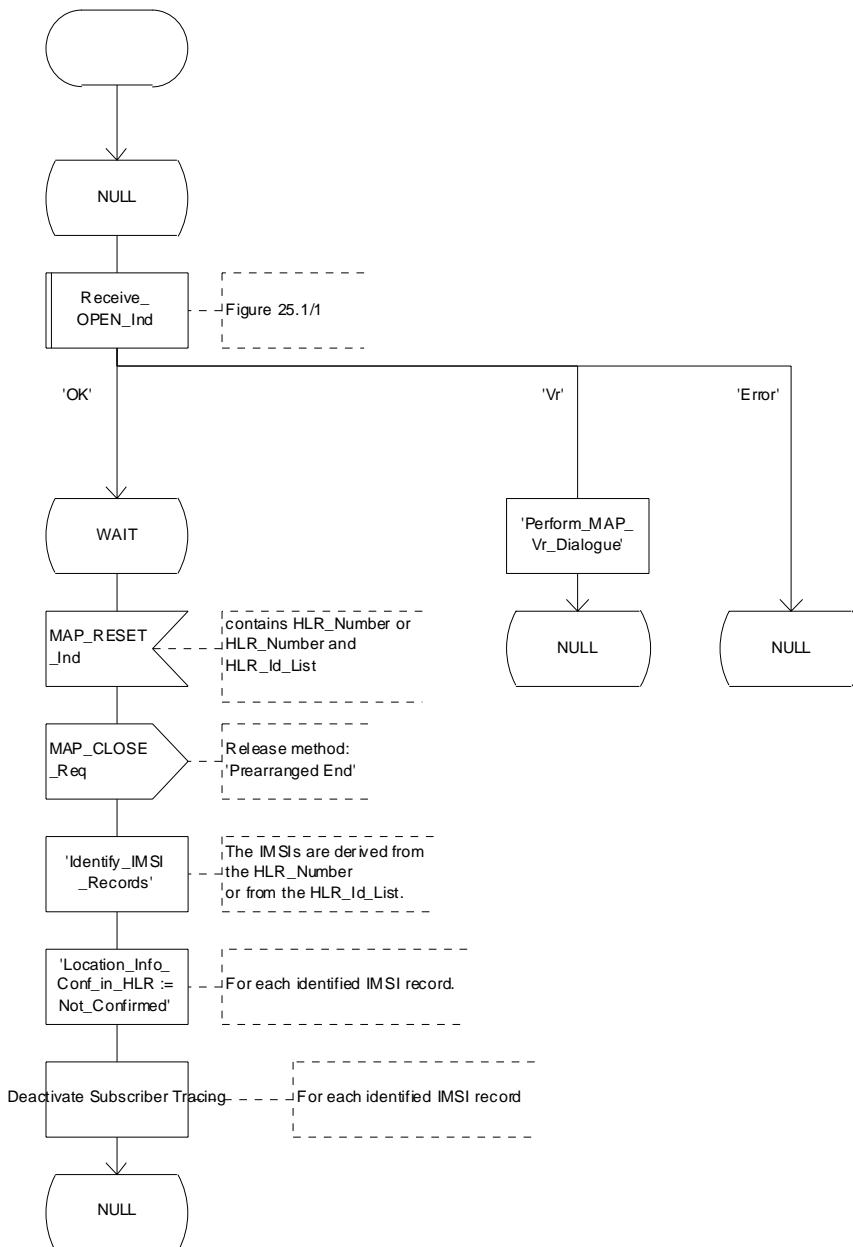 NULL
Receive_
OPEN_Ind
Figure 25.1/1
'OK'
'Vr'
'Error'
WAIT
'Perform_MAP_
Vr_Dialogue'
MAP_RESET
_Ind
contains HLR_Number or
HLR_Number and
HLR_Id_List
NULL
NULL
MAP_CLOSE
_Req
Release method:
'Prearranged End'
'Identify_IMSI
_Records'
The IMSIs are derived from
the HLR_Number
or from the HLR_Id_List.
'Location_Info_
Conf_in_HLR :=
Not_Confirmed'
For each identified IMSI record.
Deactivate Subscriber Tracing
For each identified IMSI record
NULL